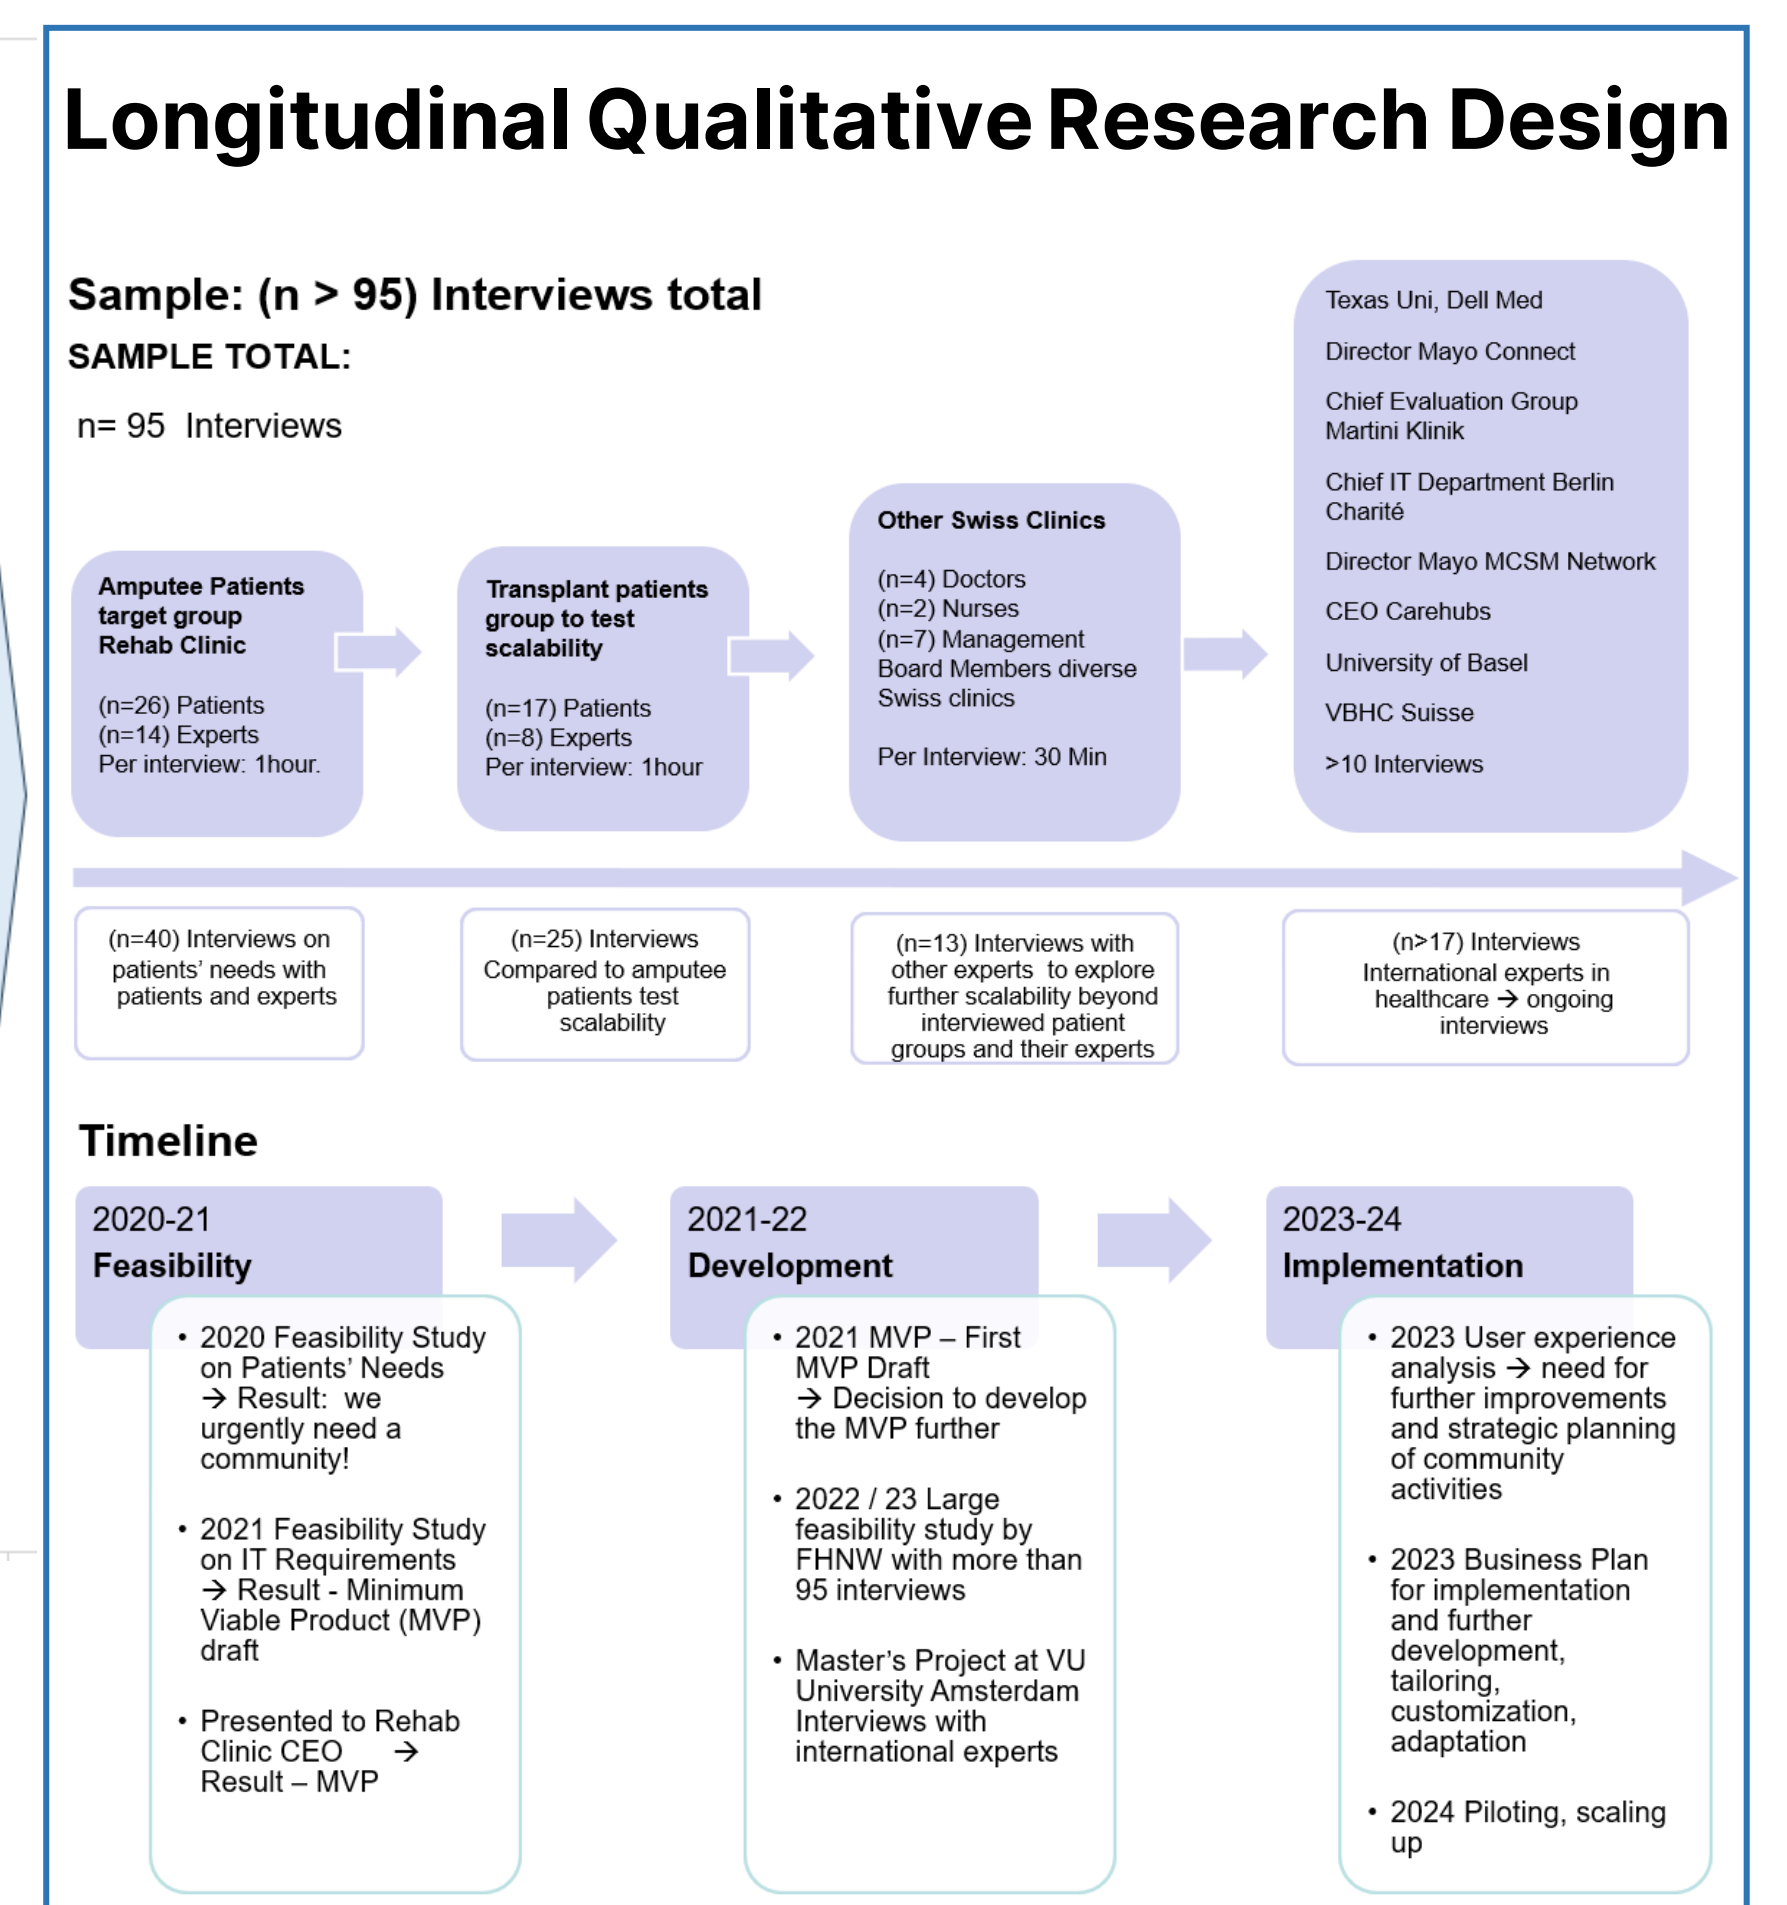 Longitudinal Qualitative Research Design
Sample: (n > 95) Interviews total
SAMPLE TOTAL:
n= 95 Interviews
Amputee Patients
target group
Rehab Clinic
(n=26) Patients
(n=14) Experts
Per interview: 1hour.
Transplant patients
group to test
scalability
(n=17) Patients
(n=8) Experts
Per interview: 1hour
Other Swiss Clinics
(n=4) Doctors
(n=2) Nurses
(n=7) Management
Board Members diverse
Swiss clinics
Per Interview: 30 Min
Texas Uni, Dell Med
Director Mayo Connect
Chief Evaluation Group
Martini Klinik
Chief IT Department Berlin
Charité
Director Mayo MCSM Network
CEO Carehubs
University of Basel
VBHC Suisse
>10 Interviews
(n=40) Interviews on
patients’ needs with
patients and experts
(n=25) Interviews
Compared to amputee
patients test
scalability
(n=13) Interviews with
other experts to explore
further scalability beyond
interviewed patient
groups and their experts
(n>17) Interviews
International experts in
healthcare → ongoing
interviews
Timeline
2020-21
Feasibility
• 2020 Feasibility Study
on Patients’ Needs
→ Result: we
urgently need a
community!
• 2021 Feasibility Study
on IT Requirements
→ Result - Minimum
Viable Product (MVP)
draft
• Presented to Rehab
Clinic CEO →
Result – MVP
2021-22
Development
• 2021 MVP – First
MVP Draft
→ Decision to develop
the MVP further
• 2022 / 23 Large
feasibility study by
FHNW with more than
95 interviews
• Master’s Project at VU
University Amsterdam
Interviews with
international experts
2023-24
Implementation
• 2023 User experience
analysis → need for
further improvements
and strategic planning
of community
activities
• 2023 Business Plan
for implementation
and further
development,
tailoring,
customization,
adaptation
• 2024 Piloting, scaling
up